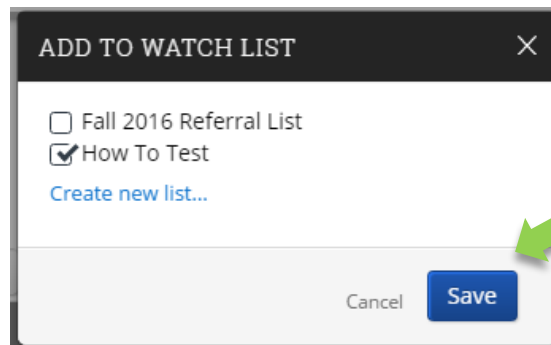 ADD TO WATCH LIST
Fall 2016 Referral List
How To Test
Create new list...
Cancel Save